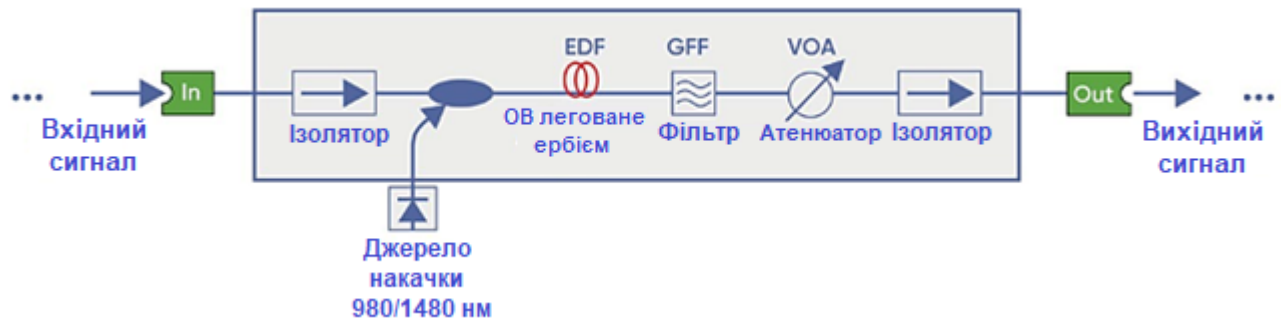 EDF GFF VOA
... In Out ...
Вхідний
сигнал
Ізолятор
ОВ леговане
ербієм
Фільтр
Атенюатор
Ізолятор
Вихідний
сигнал
Джерело
накачки
980/1480 нм